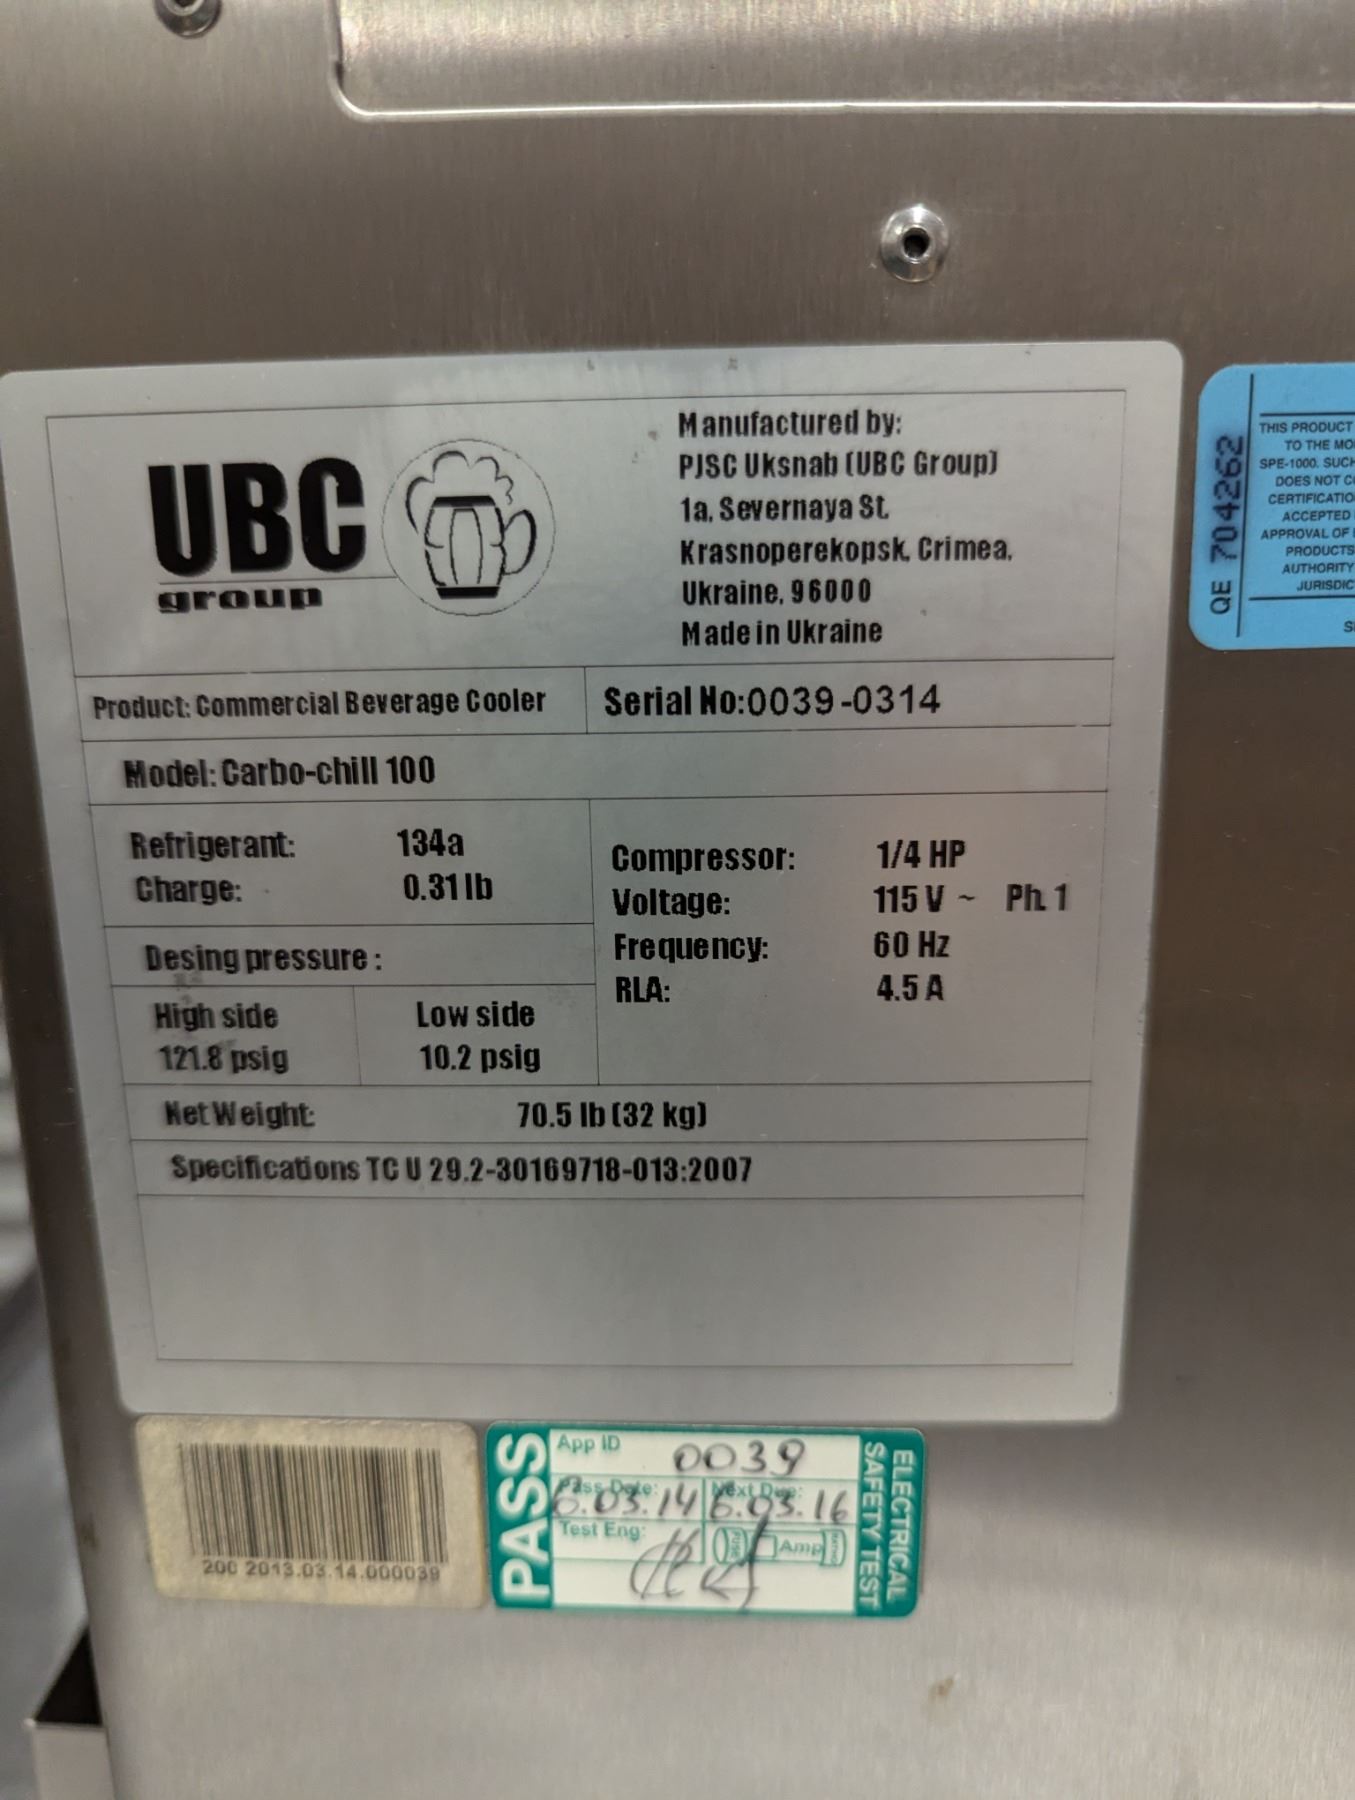 UBC
group
Manufactured by:
PJSC Uksnab (UBC Group)
1a, Severnaya St.
Krasnoperekopsk, Crimea,
Ukraine, 96000
Made in Ukraine
Product: Commercial Beverage Cooler
Serial No:0039-0314
Model: Carbo-chill 100
Refrigerant: 134a
Charge: 0.31 lb
Compressor: 1/4 HP
Voltage: 115 V ~ Ph. 1
Frequency: 60 Hz
RLA: 4.5 A
Desing pressure :
High side Low side
121.8 psig 10.2 psig
Net Weight: 70.5 lb (32 kg)
Specifications TC U 29.2-30169718-013:2007
QE 704262
THIS PRODUCT
TO THE
SPE-1000.
DOES NOT
ACCEPTED
APPROVAL OF
PRODUCTS
AUTHORITY
200 2013.03.14.000039
PASS
App ID 0039
Pass Date: 6.03.14 Next Due: 6.03.16
Test Eng:
FUSE Amp
ELECTRICAL
SAFETY TEST